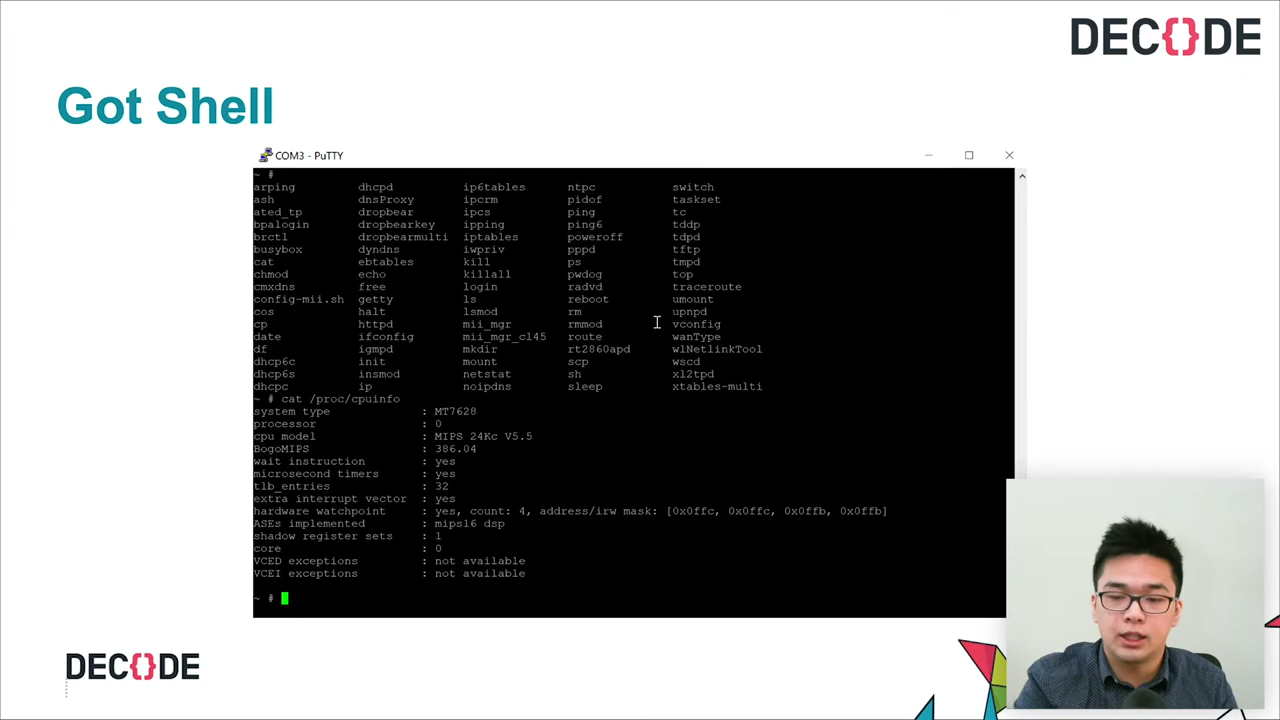 DEC{}DE
Got Shell
COM3 - PuTTY
~ #
arping dhcpd ip6tables ntpc switch
ash dnsProxy ipcrm pidof taskset
ated_tp dropbear ipcs ping tc
bpalogin dropbearkey ipping ping6 tddp
brctl dropbearmulti iptables poweroff tdpd
busybox dyndns iwpriv pppd tftp
cat ebtables kill ps tmpd
chmod echo killall pwdog top
cmxdns free login radvd traceroute
config-mii.sh getty ls reboot umount
cos halt lsmod rm upnpd
cp httpd mii_mgr rmmod vconfig
date ifconfig mii_mgr_cl45 route wanType
df igmpd mkdir rt2860apd wlNetlinkTool
dhcp6c init mount scp wscd
dhcp6s insmod netstat sh xl2tpd
dhcpc ip noipdns sleep xtables-multi
~ # cat /proc/cpuinfo
system type : MT7628
processor : 0
cpu model : MIPS 24Kc V5.5
BogoMIPS : 386.04
wait instruction : yes
microsecond timers : yes
tlb_entries : 32
extra interrupt vector : yes
hardware watchpoint : yes, count: 4, address/irw mask: [0x0ffc, 0x0ffc, 0x0ffb, 0x0ffb]
ASEs implemented : mips16 dsp
shadow register sets : 1
core : 0
VCED exceptions : not available
VCEI exceptions : not available
~ #
DEC{}DE